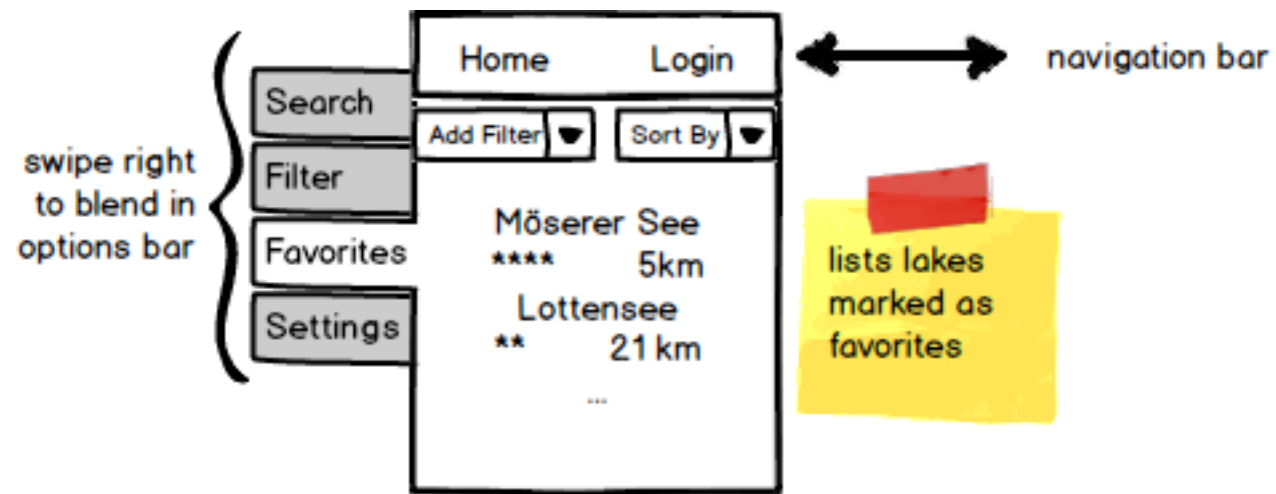 Home Login
navigation bar
Search
Filter
Favorites
Settings
swipe right
to blend in
options bar
Add Filter Sort By
Möserer See
**** 5km
Lottensee
** 21 km
...
lists lakes
marked as
favorites